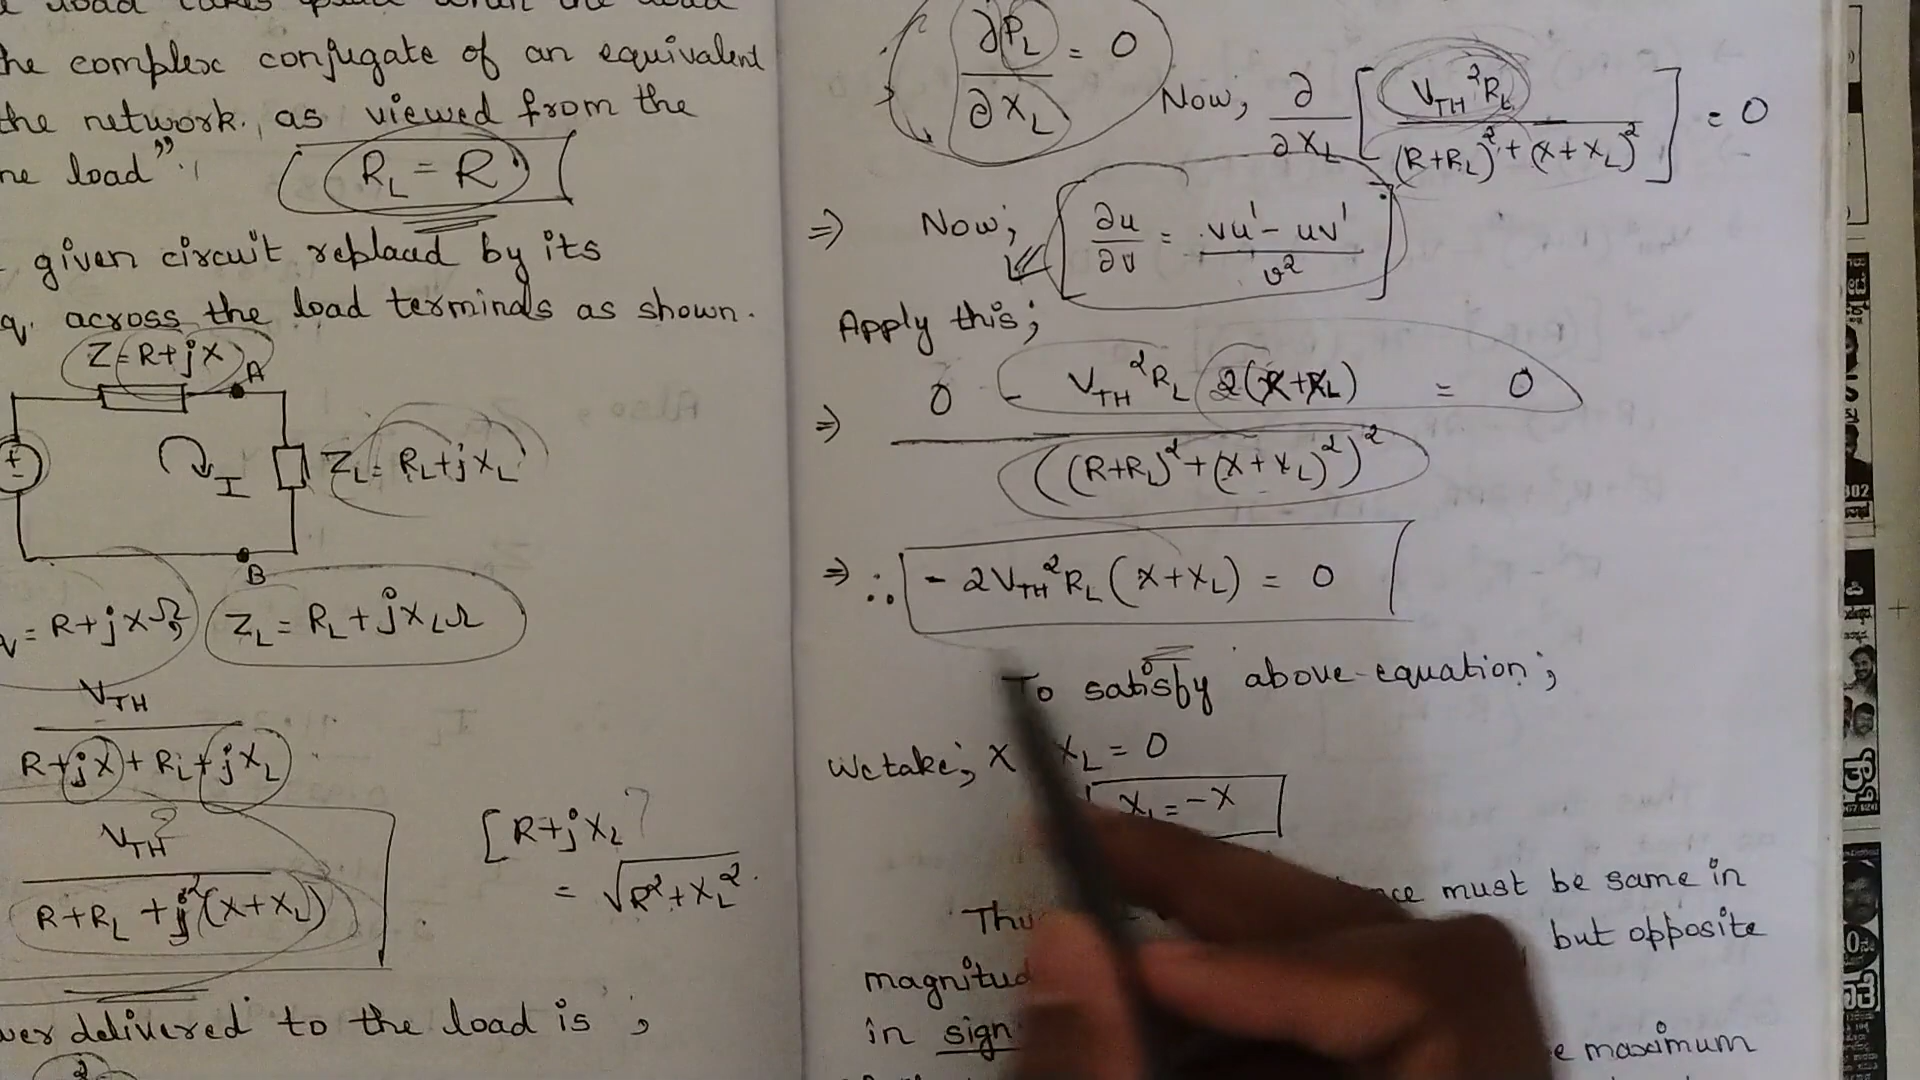 he complex conjugate of an equivalent
the network. as viewed from the
load".
R_L = R
given circuit replaced by its
across the load terminals as shown.
Z = R+jX
A
+
-
I
Z_L = R_L+jX_L
B
= R+jXΩ,
Z_L = R_L + jX_LΩ
V_TH
R+jX + R_L+jX_L
V_TH
R+R_L + j(X+X_L)
[R+jX_L
= √R²+X_L².
delivered to the load is ;
2
∂P_L / ∂X_L = 0
Now, ∂/∂X_L [ V_TH² R_L / (R+R_L)² + (X+X_L)² ] = 0
⇒ Now; [ ∂u/∂v = vu' - uv' / v² ]
Apply this;
⇒ 0 - V_TH² R_L 2(X+X_L) / ((R+R_L)² + (X+X_L)²)² = 0
⇒ ∴ - 2V_TH² R_L (X+X_L) = 0
To satisfy above equation;
We take; X X_L = 0
X_L = -X
must be same in
but opposite
in sign
maximum